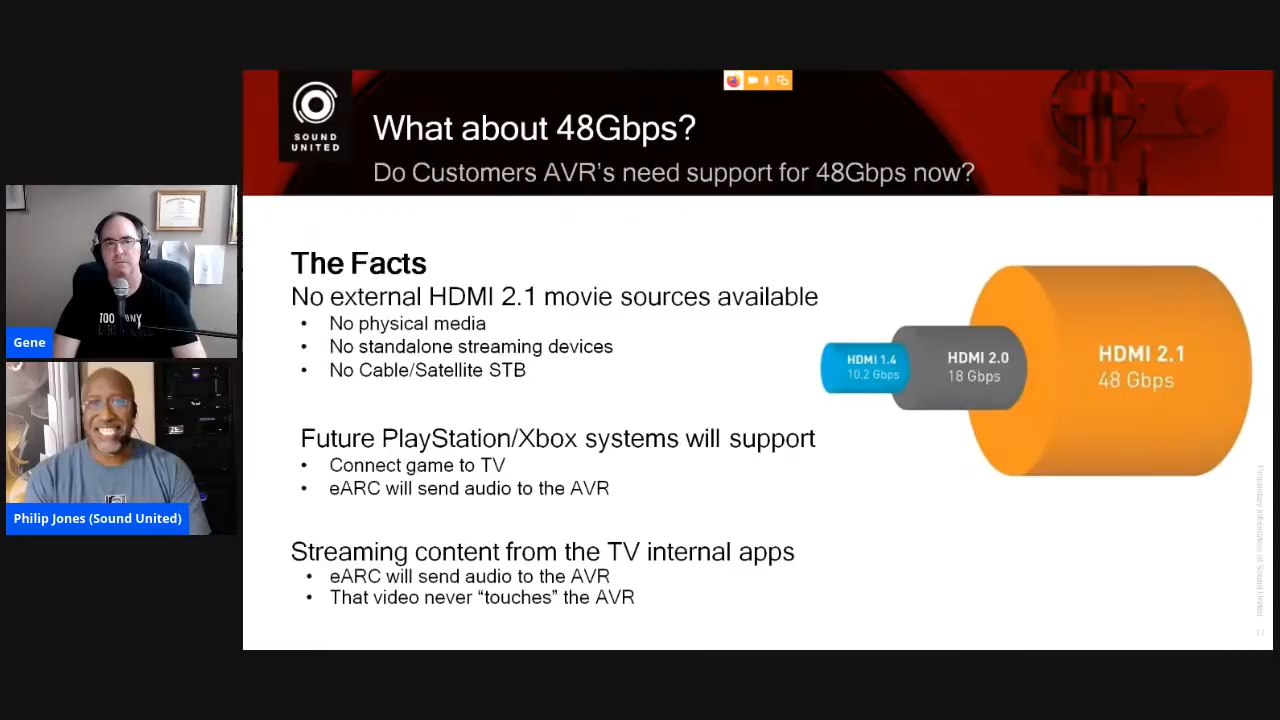 SOUND
UNITED
What about 48Gbps?
Do Customers AVR's need support for 48Gbps now?
The Facts
No external HDMI 2.1 movie sources available
• No physical media
• No standalone streaming devices
• No Cable/Satellite STB
HDMI 1.4
10.2 Gbps
HDMI 2.0
18 Gbps
HDMI 2.1
48 Gbps
Future PlayStation/Xbox systems will support
• Connect game to TV
• eARC will send audio to the AVR
Streaming content from the TV internal apps
• eARC will send audio to the AVR
• That video never “touches” the AVR
TOO
Gene
Philip Jones (Sound United)